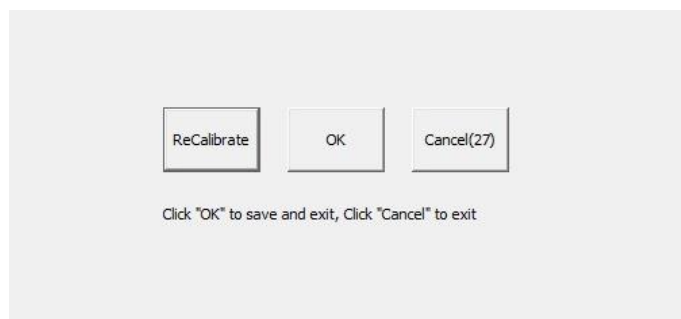 ReCalibrate OK Cancel(27)
Click "OK" to save and exit, Click "Cancel" to exit